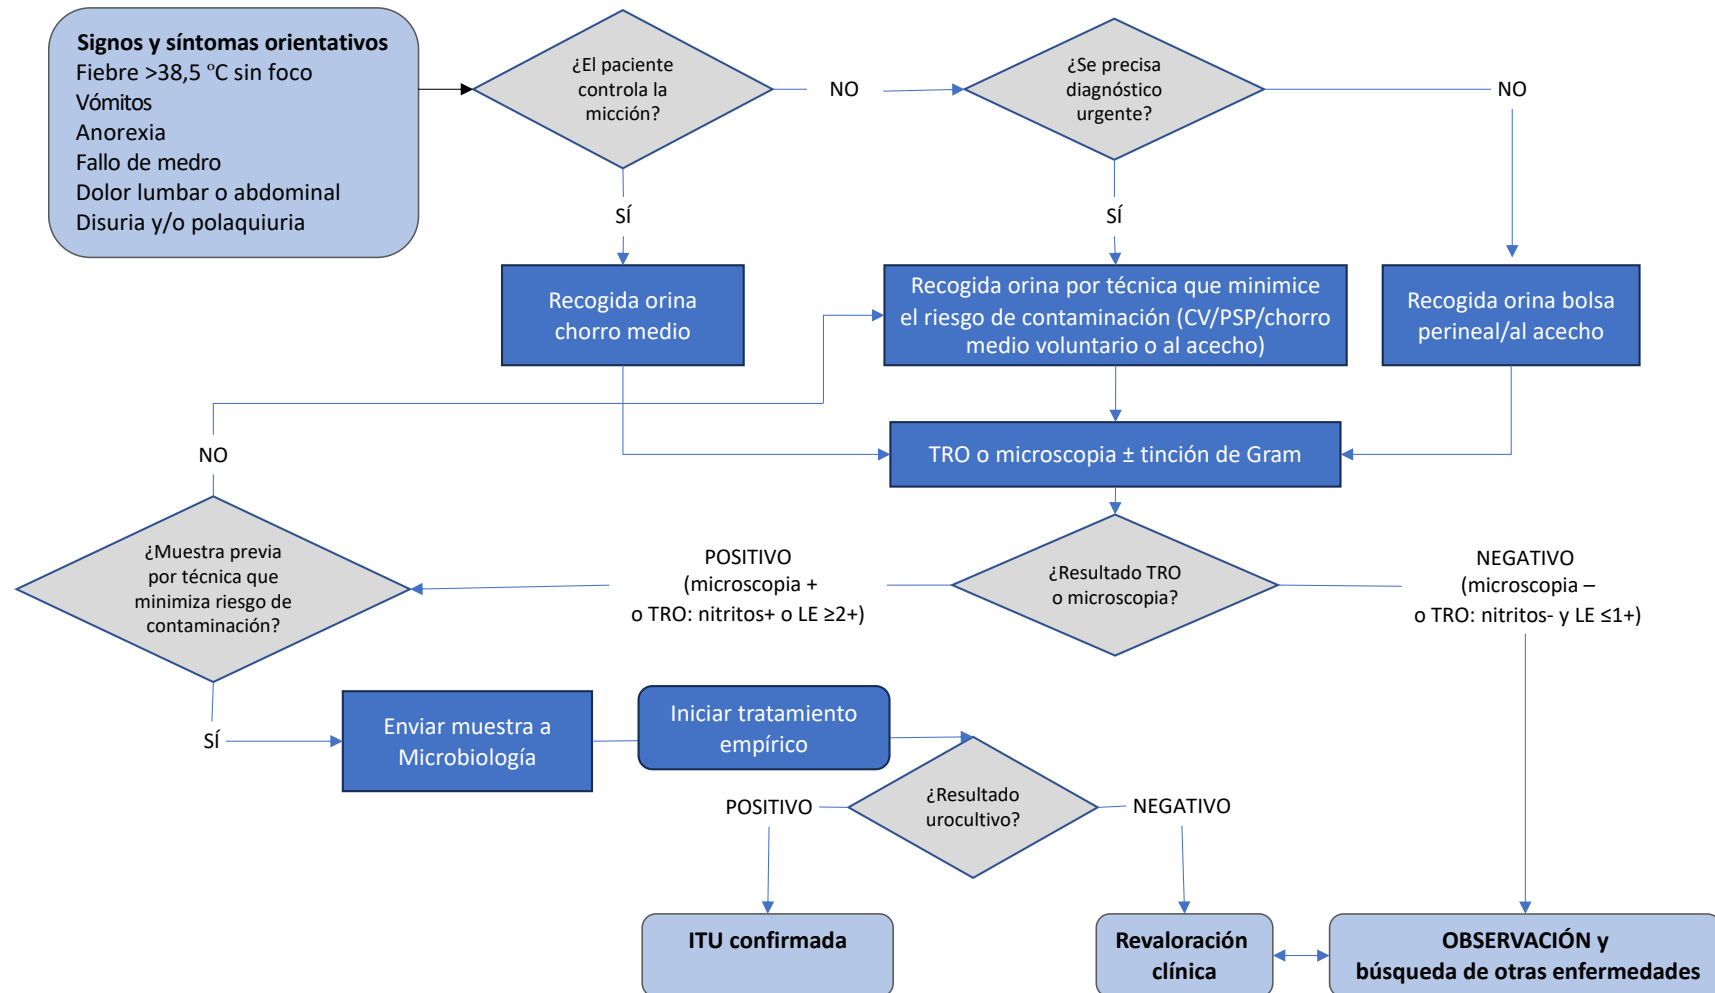 Signos y síntomas orientativos
Fiebre >38,5 ºC sin foco
Vómitos
Anorexia
Fallo de medro
Dolor lumbar o abdominal
Disuria y/o polaquiuria
¿El paciente
controla la
micción?
NO
¿Se precisa
diagnóstico
urgente?
NO
SÍ
SÍ
Recogida orina
chorro medio
Recogida orina por técnica que minimice
el riesgo de contaminación (CV/PSP/chorro
medio voluntario o al acecho)
Recogida orina bolsa
perineal/al acecho
NO
TRO o microscopia ± tinción de Gram
¿Muestra previa
por técnica que
minimiza riesgo de
contaminación?
POSITIVO
(microscopia +
o TRO: nitritos+ o LE ≥2+)
¿Resultado TRO
o microscopia?
NEGATIVO
(microscopia –
o TRO: nitritos- y LE ≤1+)
SÍ
Enviar muestra a
Microbiología
Iniciar tratamiento
empírico
POSITIVO
¿Resultado
urocultivo?
NEGATIVO
ITU confirmada
Revaloración
clínica
OBSERVACIÓN y
búsqueda de otras enfermedades